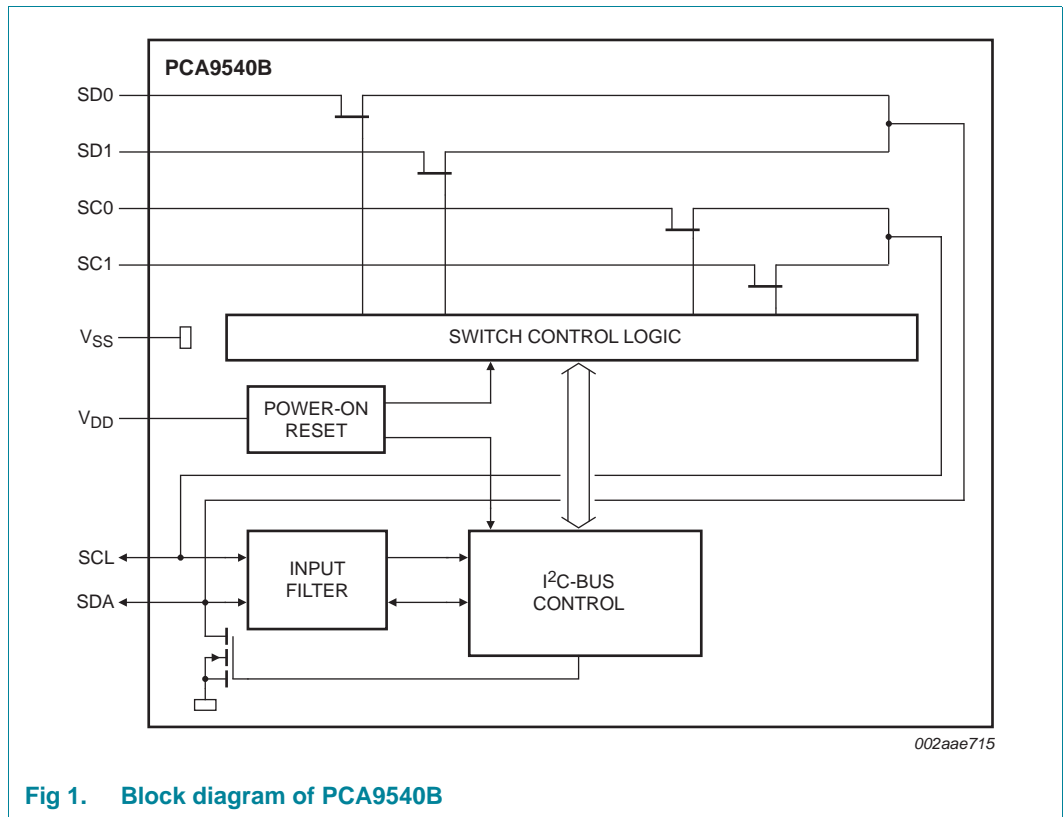 PCA9540B
SD0
SD1
SC0
SC1
VSS
SWITCH CONTROL LOGIC
VDD
POWER-ON
RESET
SCL
SDA
INPUT
FILTER
I2C-BUS
CONTROL
002aae715
Fig 1. Block diagram of PCA9540B